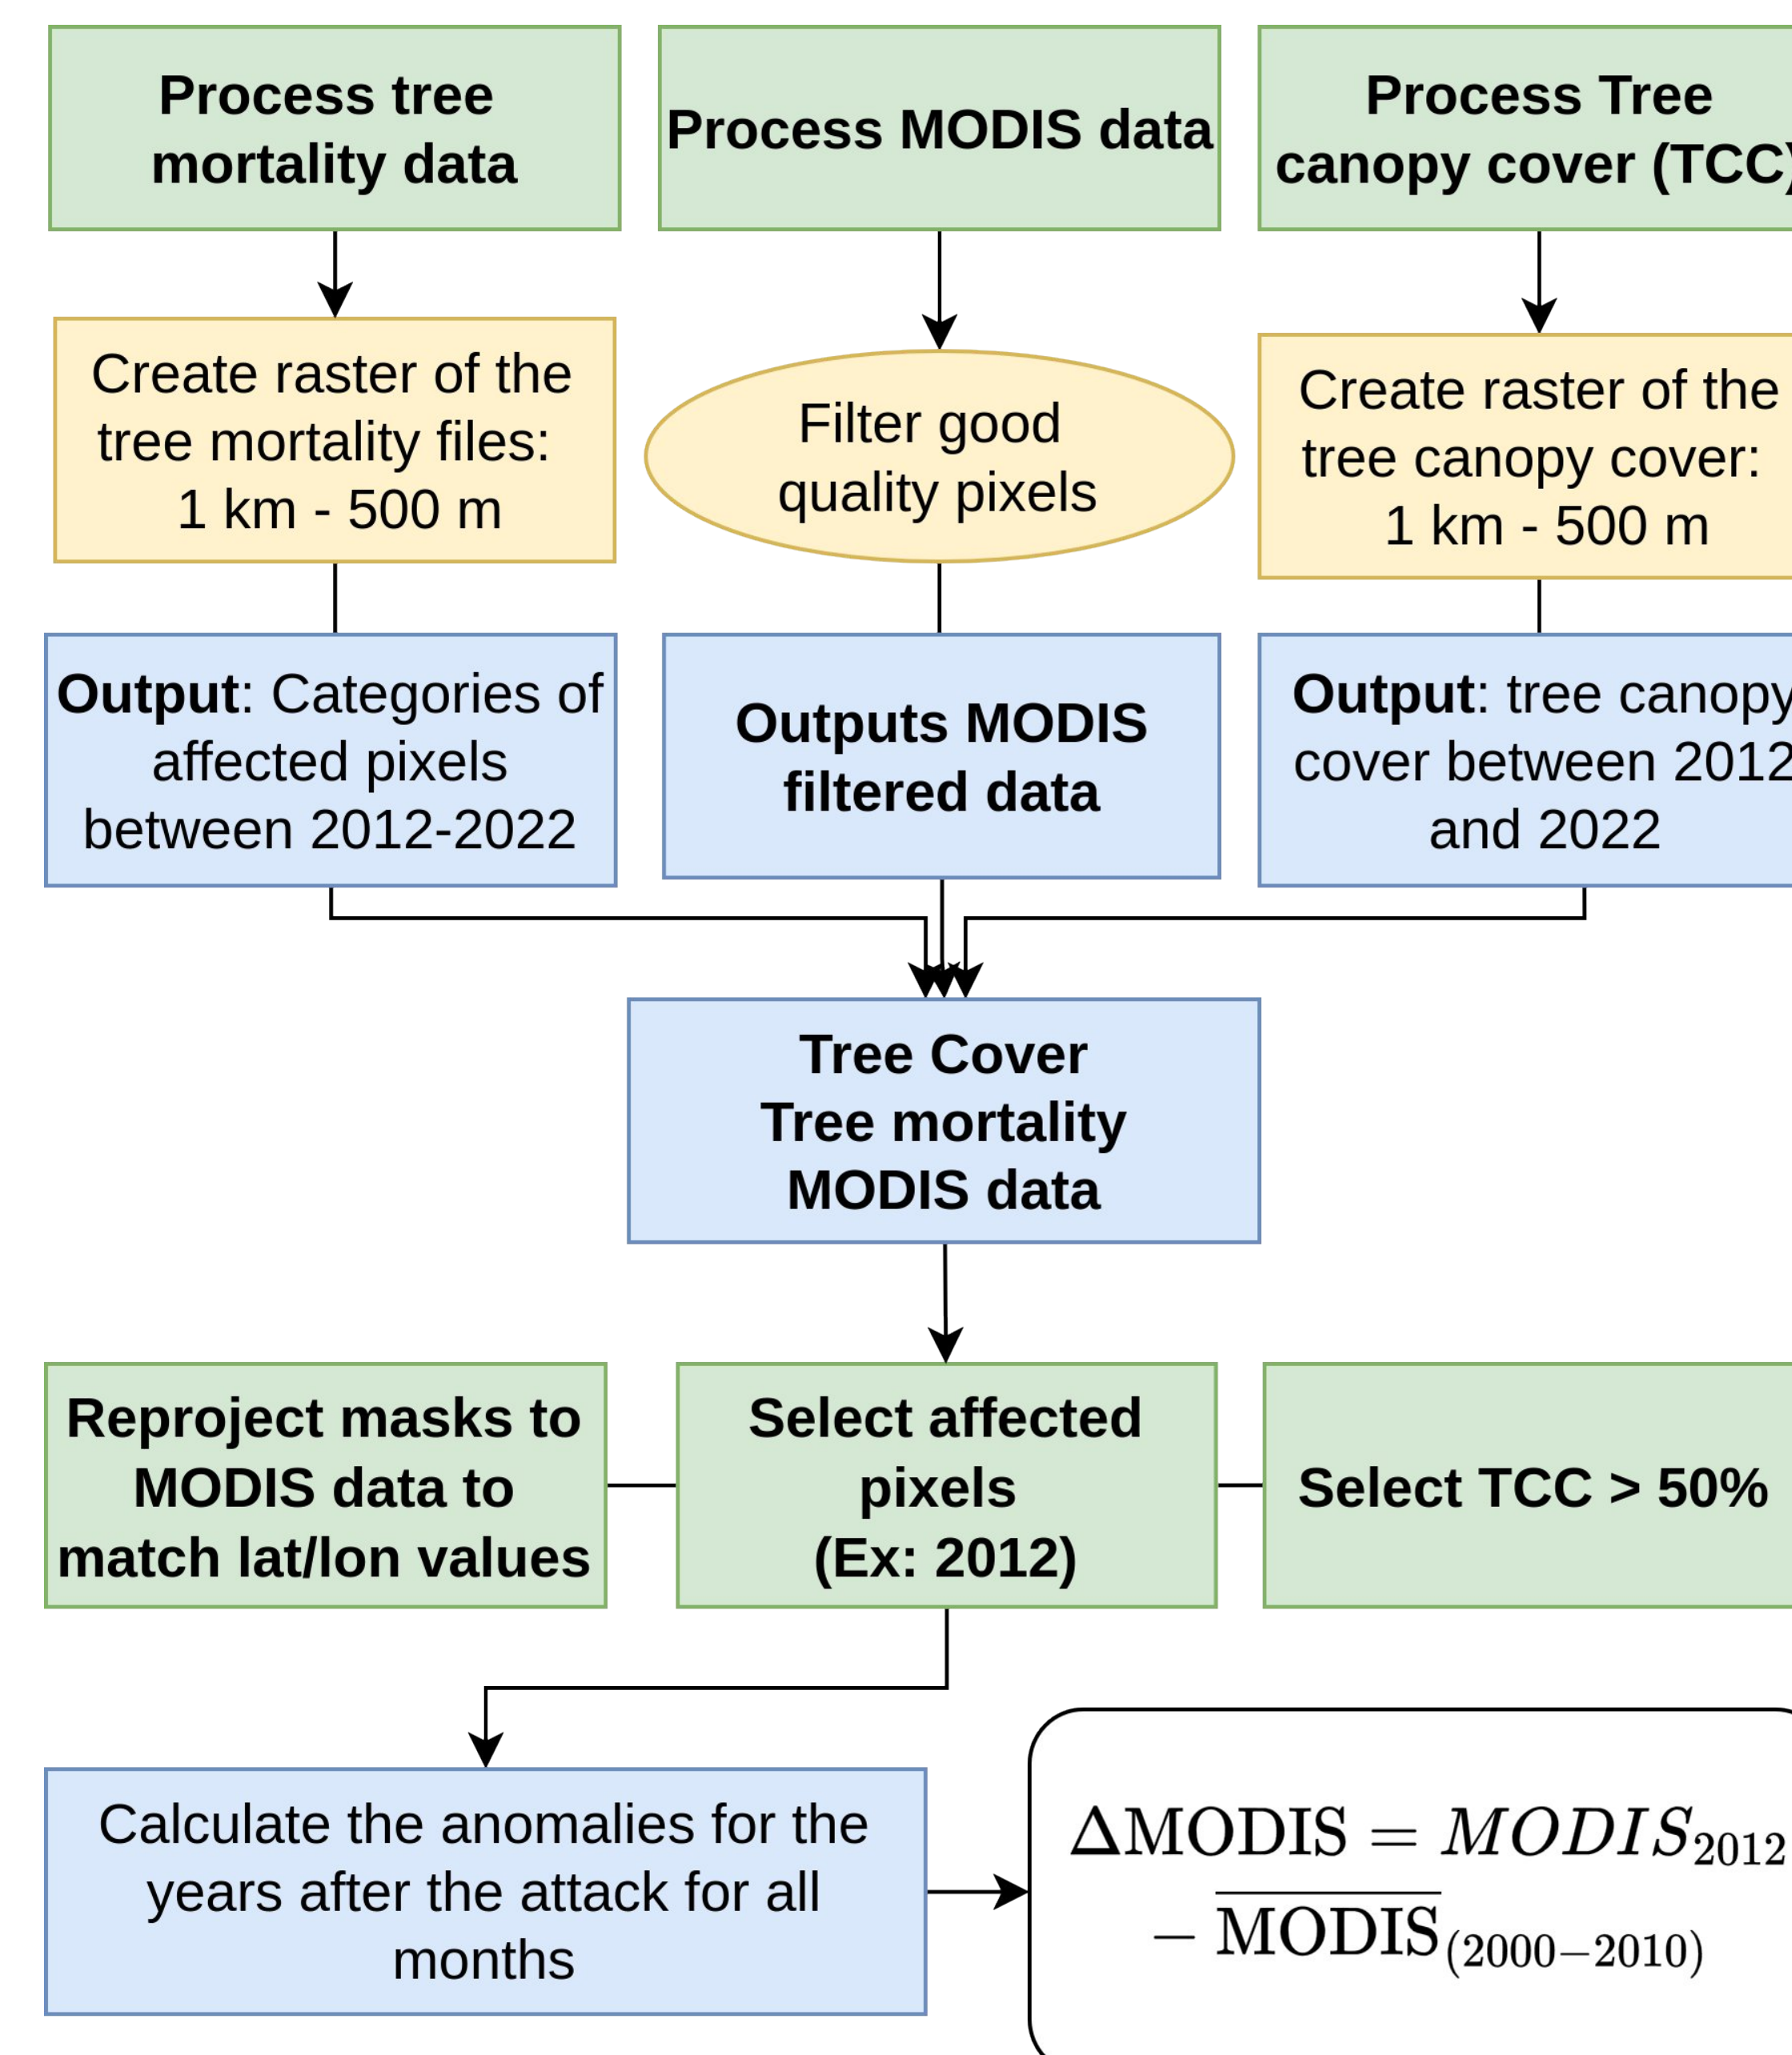 Process tree
mortality data
Process MODIS data
Process Tree
canopy cover (TCC)
Create raster of the
tree mortality files:
1 km - 500 m
Filter good
quality pixels
Create raster of the
tree canopy cover:
1 km - 500 m
Output: Categories of
affected pixels
between 2012-2022
Outputs MODIS
filtered data
Output: tree canopy
cover between 2012
and 2022
Tree Cover
Tree mortality
MODIS data
Reproject masks to
MODIS data to
match lat/lon values
Select affected
pixels
(Ex: 2012)
Select TCC > 50%
Calculate the anomalies for the
years after the attack for all
months
ΔMODIS = MODIS₂₀₁₂
− \overline{MODIS}₍₂₀₀₀₋₂₀₁₀₎